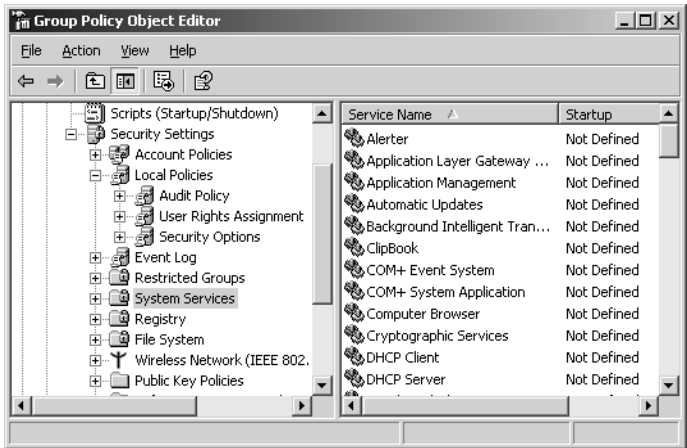 Group Policy Object Editor
File Action View Help
Scripts (Startup/Shutdown)
Security Settings
Account Policies
Local Policies
Audit Policy
User Rights Assignment
Security Options
Event Log
Restricted Groups
System Services
Registry
File System
Wireless Network (IEEE 802.
Public Key Policies
Service Name Startup
Alerter Not Defined
Application Layer Gateway ... Not Defined
Application Management Not Defined
Automatic Updates Not Defined
Background Intelligent Tran... Not Defined
ClipBook Not Defined
COM+ Event System Not Defined
COM+ System Application Not Defined
Computer Browser Not Defined
Cryptographic Services Not Defined
DHCP Client Not Defined
DHCP Server Not Defined